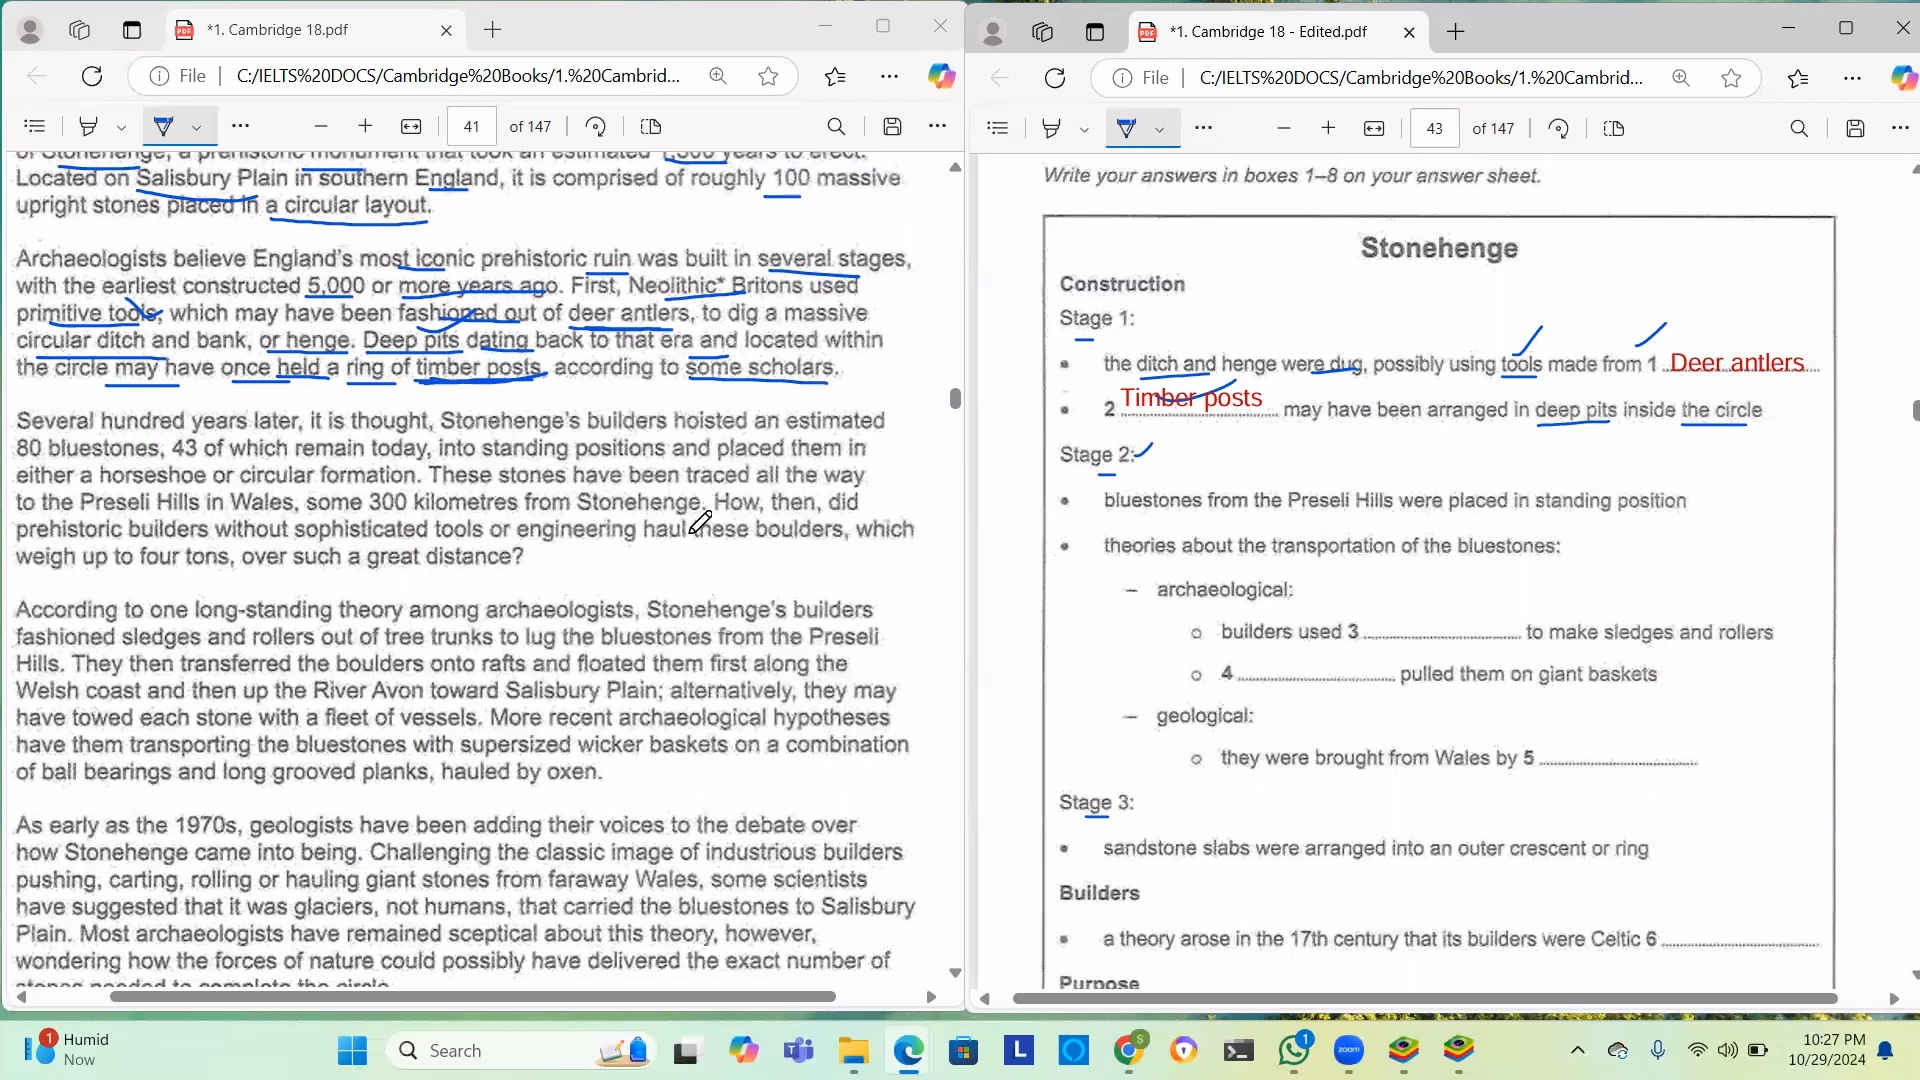 *1. Cambridge 18.pdf
File
C:/IELTS%20DOCS/Cambridge%20Books/1.%20Cambrid...
41 of 147
of Stonehenge, a prehistoric monument that took an estimated 1,500 years to erect.
Located on Salisbury Plain in southern England, it is comprised of roughly 100 massive
upright stones placed in a circular layout.
Archaeologists believe England's most iconic prehistoric ruin was built in several stages,
with the earliest constructed 5,000 or more years ago. First, Neolithic* Britons used
primitive tools, which may have been fashioned out of deer antlers, to dig a massive
circular ditch and bank, or henge. Deep pits dating back to that era and located within
the circle may have once held a ring of timber posts, according to some scholars.
Several hundred years later, it is thought, Stonehenge's builders hoisted an estimated
80 bluestones, 43 of which remain today, into standing positions and placed them in
either a horseshoe or circular formation. These stones have been traced all the way
to the Preseli Hills in Wales, some 300 kilometres from Stonehenge. How, then, did
prehistoric builders without sophisticated tools or engineering haul these boulders, which
weigh up to four tons, over such a great distance?
According to one long-standing theory among archaeologists, Stonehenge's builders
fashioned sledges and rollers out of tree trunks to lug the bluestones from the Preseli
Hills. They then transferred the boulders onto rafts and floated them first along the
Welsh coast and then up the River Avon toward Salisbury Plain; alternatively, they may
have towed each stone with a fleet of vessels. More recent archaeological hypotheses
have them transporting the bluestones with supersized wicker baskets on a combination
of ball bearings and long grooved planks, hauled by oxen.
As early as the 1970s, geologists have been adding their voices to the debate over
how Stonehenge came into being. Challenging the classic image of industrious builders
pushing, carting, rolling or hauling giant stones from faraway Wales, some scientists
have suggested that it was glaciers, not humans, that carried the bluestones to Salisbury
Plain. Most archaeologists have remained sceptical about this theory, however,
wondering how the forces of nature could possibly have delivered the exact number of
stones needed to complete the circle.
*1. Cambridge 18 - Edited.pdf
File
C:/IELTS%20DOCS/Cambridge%20Books/1.%20Cambrid...
43 of 147
Write your answers in boxes 1–8 on your answer sheet.
Stonehenge
Construction
Stage 1:
• the ditch and henge were dug, possibly using tools made from 1 Deer antlers
• 2 Timber posts may have been arranged in deep pits inside the circle
Stage 2:
• bluestones from the Preseli Hills were placed in standing position
• theories about the transportation of the bluestones:
– archaeological:
○ builders used 3 .................... to make sledges and rollers
○ 4 .................... pulled them on giant baskets
– geological:
○ they were brought from Wales by 5 ....................
Stage 3:
• sandstone slabs were arranged into an outer crescent or ring
Builders
• a theory arose in the 17th century that its builders were Celtic 6 ....................
Purpose
1
Humid
Now
Search
L
S
1
zoom
10:27 PM
10/29/2024